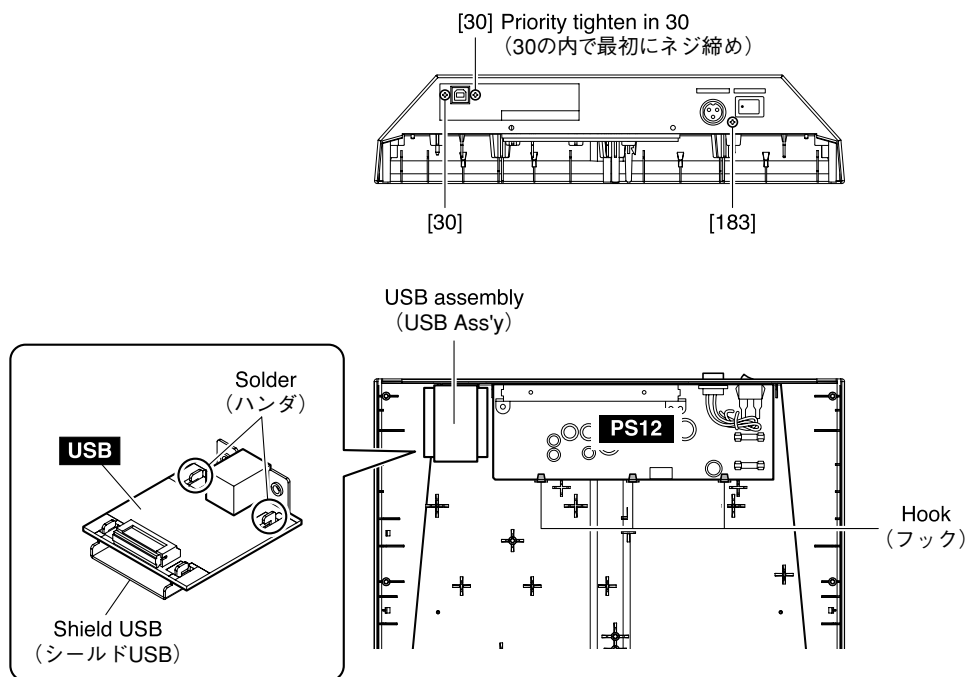 [30] Priority tighten in 30
（30の内で最初にネジ締め）
[30]
[183]
USB assembly
（USB Ass'y）
Solder
（ハンダ）
USB
PS12
Hook
（フック）
Shield USB
（シールドUSB）